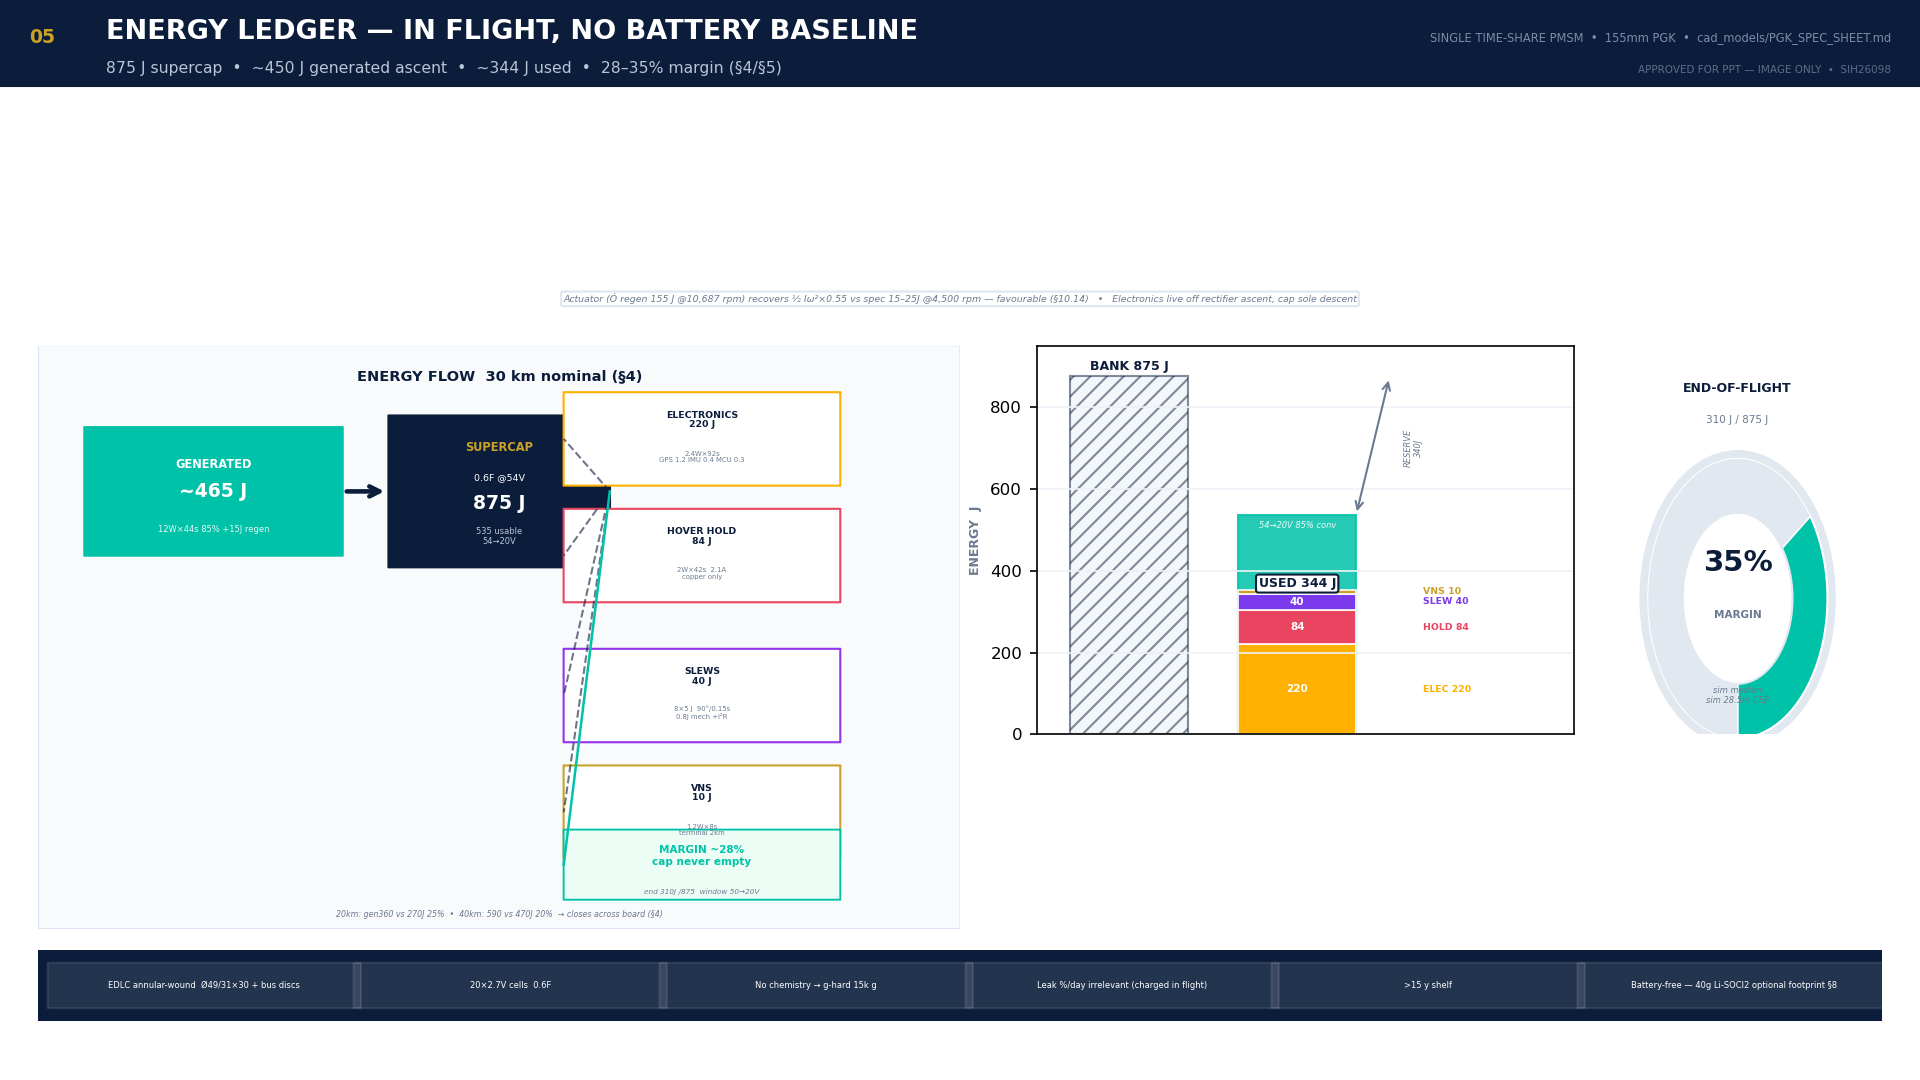 05
ENERGY LEDGER — IN FLIGHT, NO BATTERY BASELINE
875 J supercap • ~450 J generated ascent • ~344 J used • 28–35% margin (§4/§5)
SINGLE TIME-SHARE PMSM • 155mm PGK • cad_models/PGK_SPEC_SHEET.md
APPROVED FOR PPT — IMAGE ONLY • SIH26098
Actuator (Ó regen 155 J @10,687 rpm) recovers ½ Iω²×0.55 vs spec 15–25J @4,500 rpm — favourable (§10.14) • Electronics live off rectifier ascent, cap sole descent
ENERGY FLOW 30 km nominal (§4)
GENERATED
~465 J
12W×44s 85% +15J regen
SUPERCAP
0.6F @54V
875 J
535 usable
54→20V
ELECTRONICS
220 J
2.4W×92s
GPS 1.2 IMU 0.4 MCU 0.3
HOVER HOLD
84 J
2W×42s 2.1A
copper only
SLEWS
40 J
8×5 J 90°/0.15s
0.8J mech +I²R
VNS
10 J
1.2W×8s
terminal 2km
MARGIN ~28%
cap never empty
end 310J /875 window 50→20V
20km: gen360 vs 270J 25% • 40km: 590 vs 470J 20% → closes across board (§4)
ENERGY J
800
600
400
200
0
BANK 875 J
RESERVE
340J
54→20V 85% conv
USED 344 J
40
84
220
VNS 10
SLEW 40
HOLD 84
ELEC 220
END-OF-FLIGHT
310 J / 875 J
35%
MARGIN
sim median
sim 28.5m CEP
EDLC annular-wound Ø49/31×30 + bus discs
20×2.7V cells 0.6F
No chemistry → g-hard 15k g
Leak %/day irrelevant (charged in flight)
>15 y shelf
Battery-free — 40g Li-SOCl2 optional footprint §8